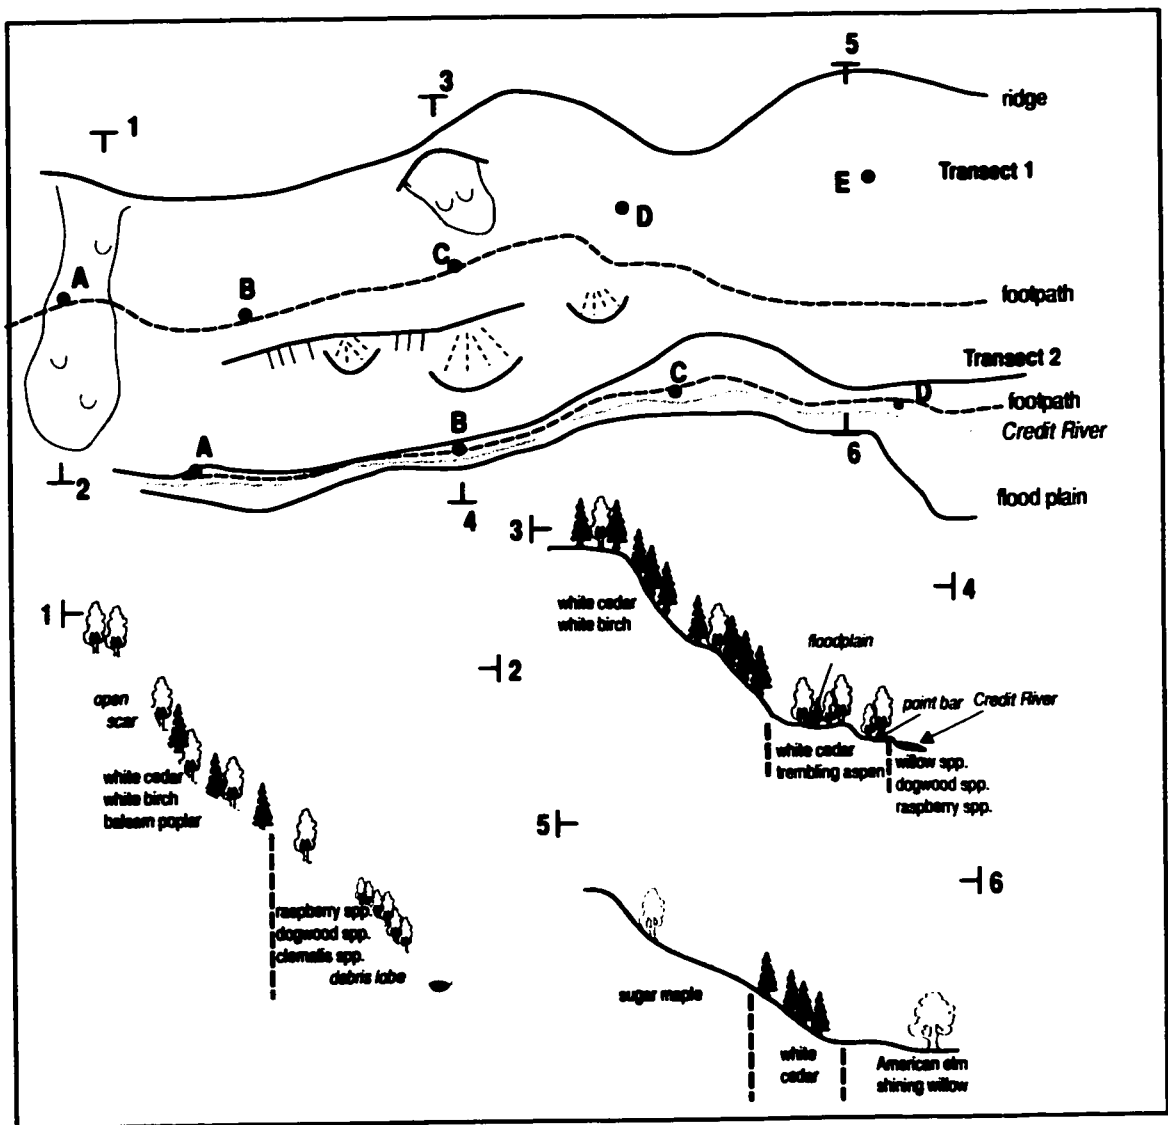 5
3
ridge
1
Transect 1
E
D
A
C
B
footpath
Transect 2
C
D
footpath
Credit River
B
6
A
2
flood plain
4
3
4
white cedar
white birch
floodplain
1
2
open
scar
point bar
Credit River
white cedar
trembling aspen
willow spp.
dogwood spp.
raspberry spp.
white cedar
white birch
balsam poplar
5
6
raspberry spp.
dogwood spp.
clematis spp.
debris lobe
sugar maple
white
cedar
American elm
shining willow